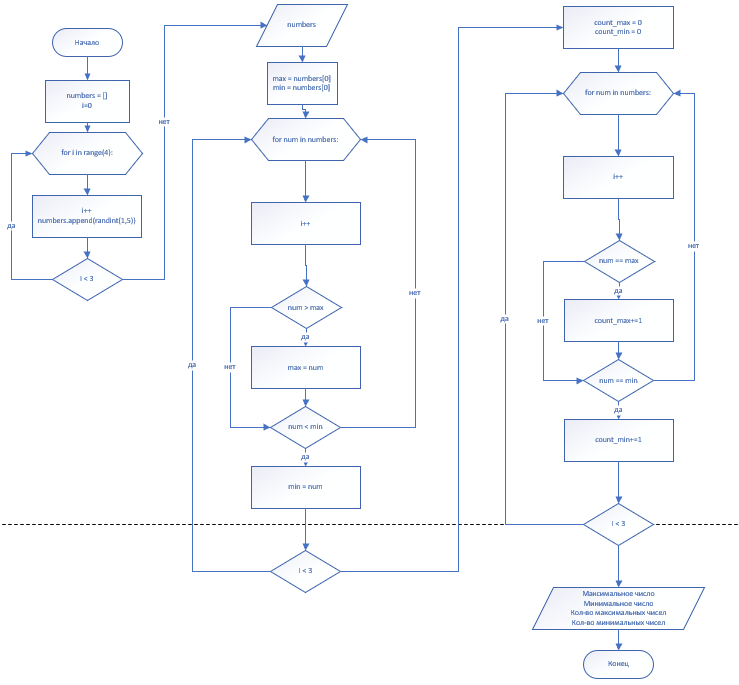 Начало
numbers = []
i=0
for i in range(4):
i++
numbers.append(randint(1,5))
да
I < 3
нет
numbers
max = numbers[0]
min = numbers[0]
for num in numbers:
i++
num > max
да
нет
max = num
num < min
да
нет
min = num
да
I < 3
count_max = 0
count_min = 0
for num in numbers:
i++
num == max
да
нет
count_max+=1
num == min
да
нет
count_min+=1
да
I < 3
Максимальное число
Минимальное число
Кол-во максимальных чисел
Кол-во минимальных чисел
Конец